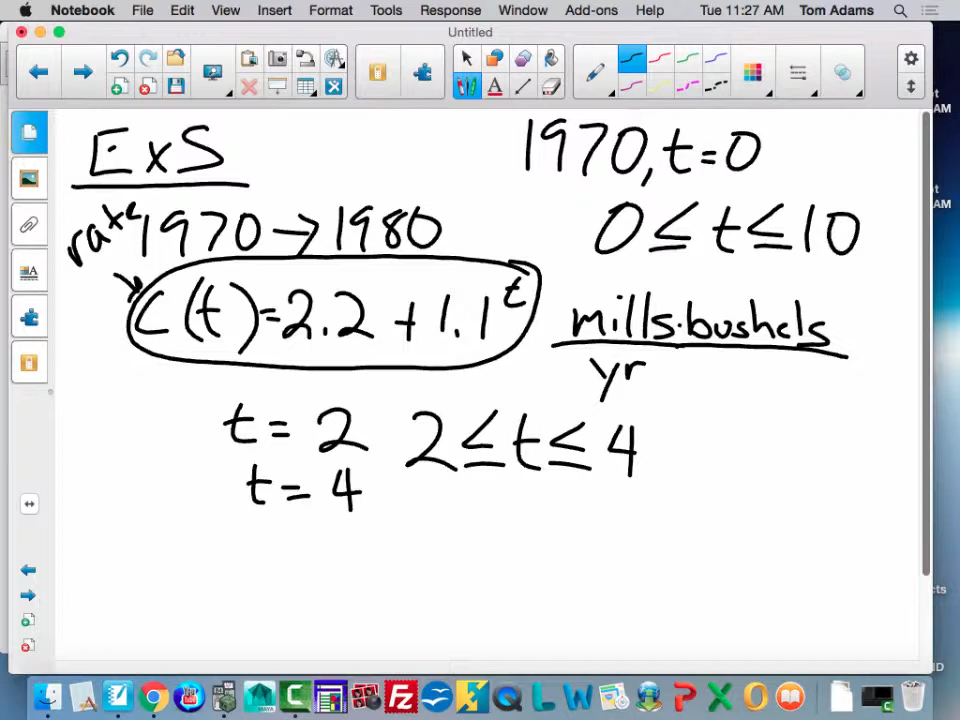 Notebook File Edit View Insert Format Tools Response Window Add-ons Help Tue 11:27 AM Tom Adams
Untitled
Ex5
1970, t=0
rate 1970 → 1980
0 ≤ t ≤ 10
C(t)=2.2 + 1.1^t
mills·bushels
yr
t = 2 2 ≤ t ≤ 4
t = 4